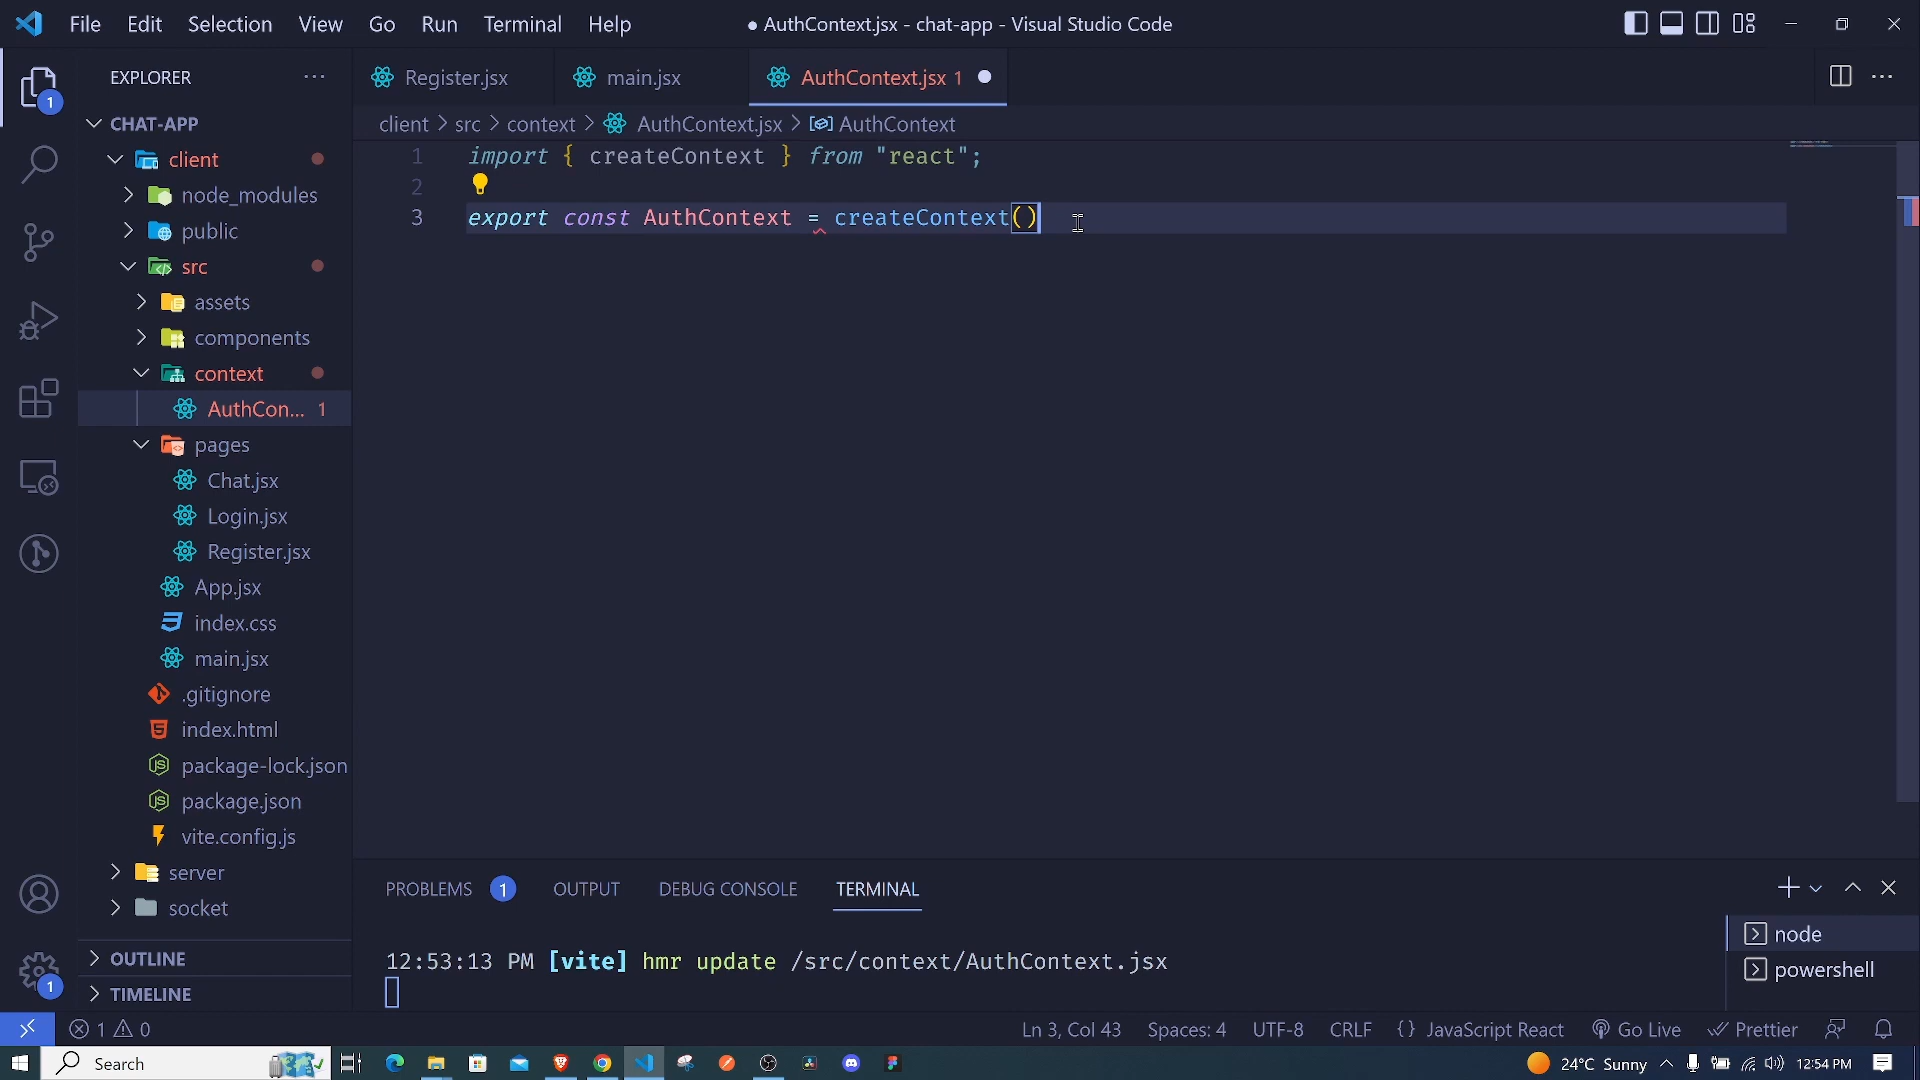 File Edit Selection View Go Run Terminal Help
● AuthContext.jsx - chat-app - Visual Studio Code
EXPLORER ···
1
CHAT-APP
client
node_modules
public
src
assets
components
context
AuthCon... 1
pages
Chat.jsx
Login.jsx
Register.jsx
App.jsx
index.css
main.jsx
.gitignore
index.html
package-lock.json
package.json
vite.config.js
server
socket
OUTLINE
TIMELINE
1
Register.jsx main.jsx AuthContext.jsx 1
client > src > context > AuthContext.jsx > AuthContext
1 import { createContext } from "react";
2
3 export const AuthContext = createContext()
PROBLEMS 1 OUTPUT DEBUG CONSOLE TERMINAL
12:53:13 PM [vite] hmr update /src/context/AuthContext.jsx
node
powershell
1 0 Ln 3, Col 43 Spaces: 4 UTF-8 CRLF {} JavaScript React Go Live Prettier
Search 24°C Sunny 12:54 PM